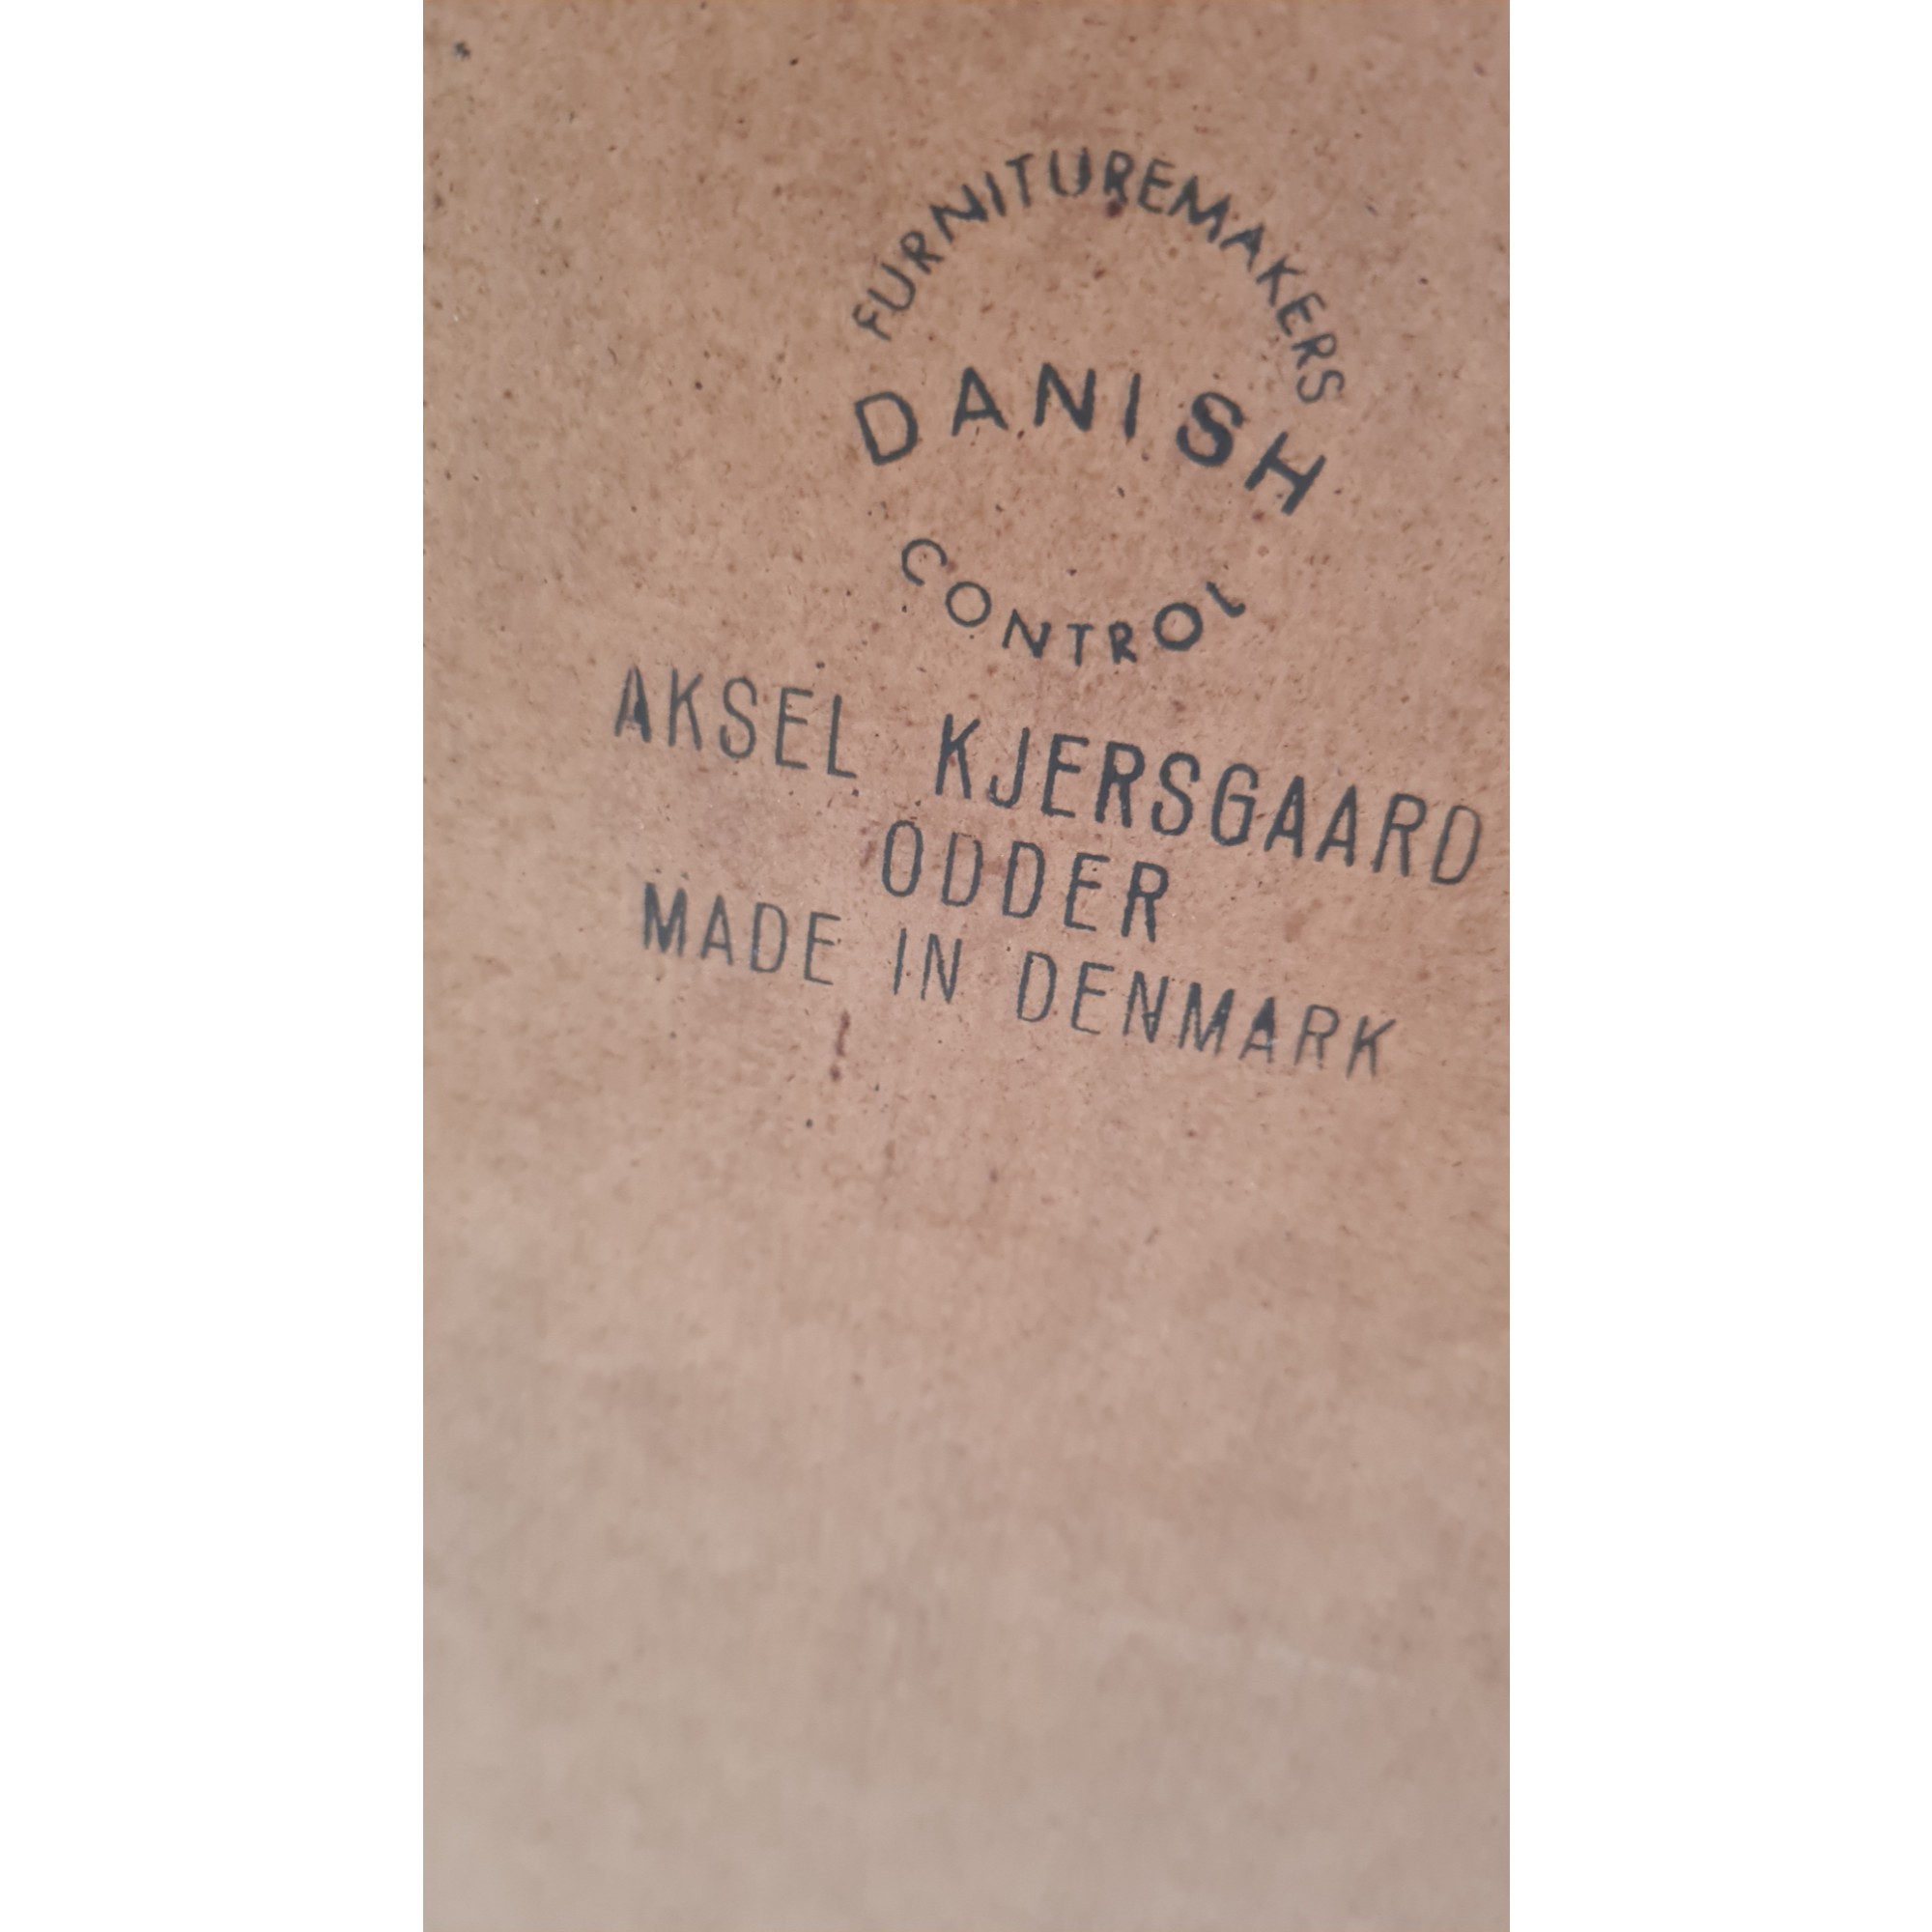 FURNITUREMAKERS
DANISH
CONTROL
AKSEL KJERSGAARD
ODDER
MADE IN DENMARK